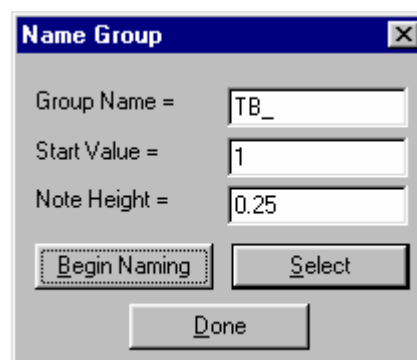 Name Group
Group Name = TB_
Start Value = 1
Note Height = 0.25
Begin Naming Select
Done